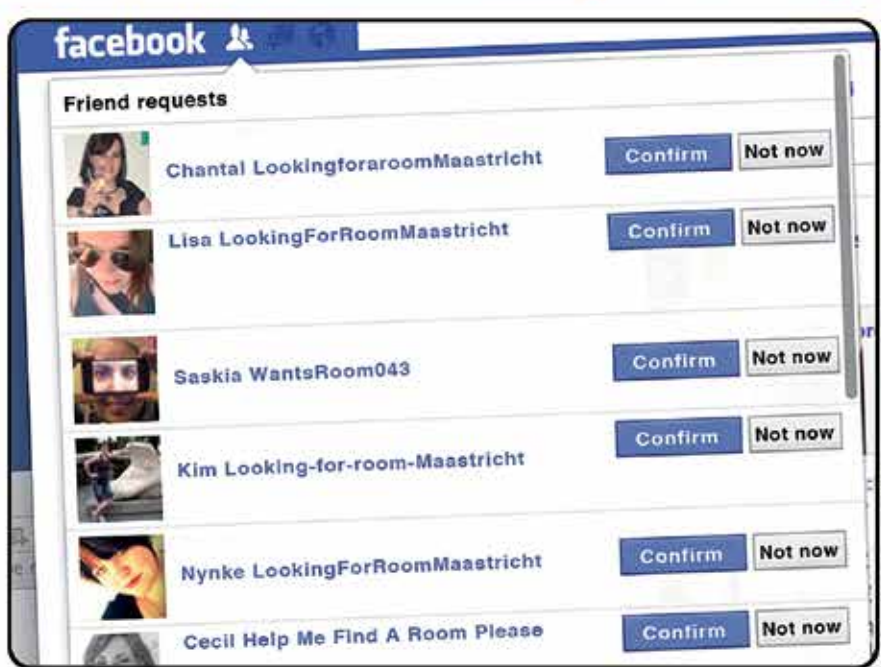 facebook
Friend requests
Chantal LookingforaroomMaastricht Confirm Not now
Lisa LookingForRoomMaastricht Confirm Not now
Saskia WantsRoom043 Confirm Not now
Kim Looking-for-room-Maastricht Confirm Not now
Nynke LookingForRoomMaastricht Confirm Not now
Cecil Help Me Find A Room Please Confirm Not now